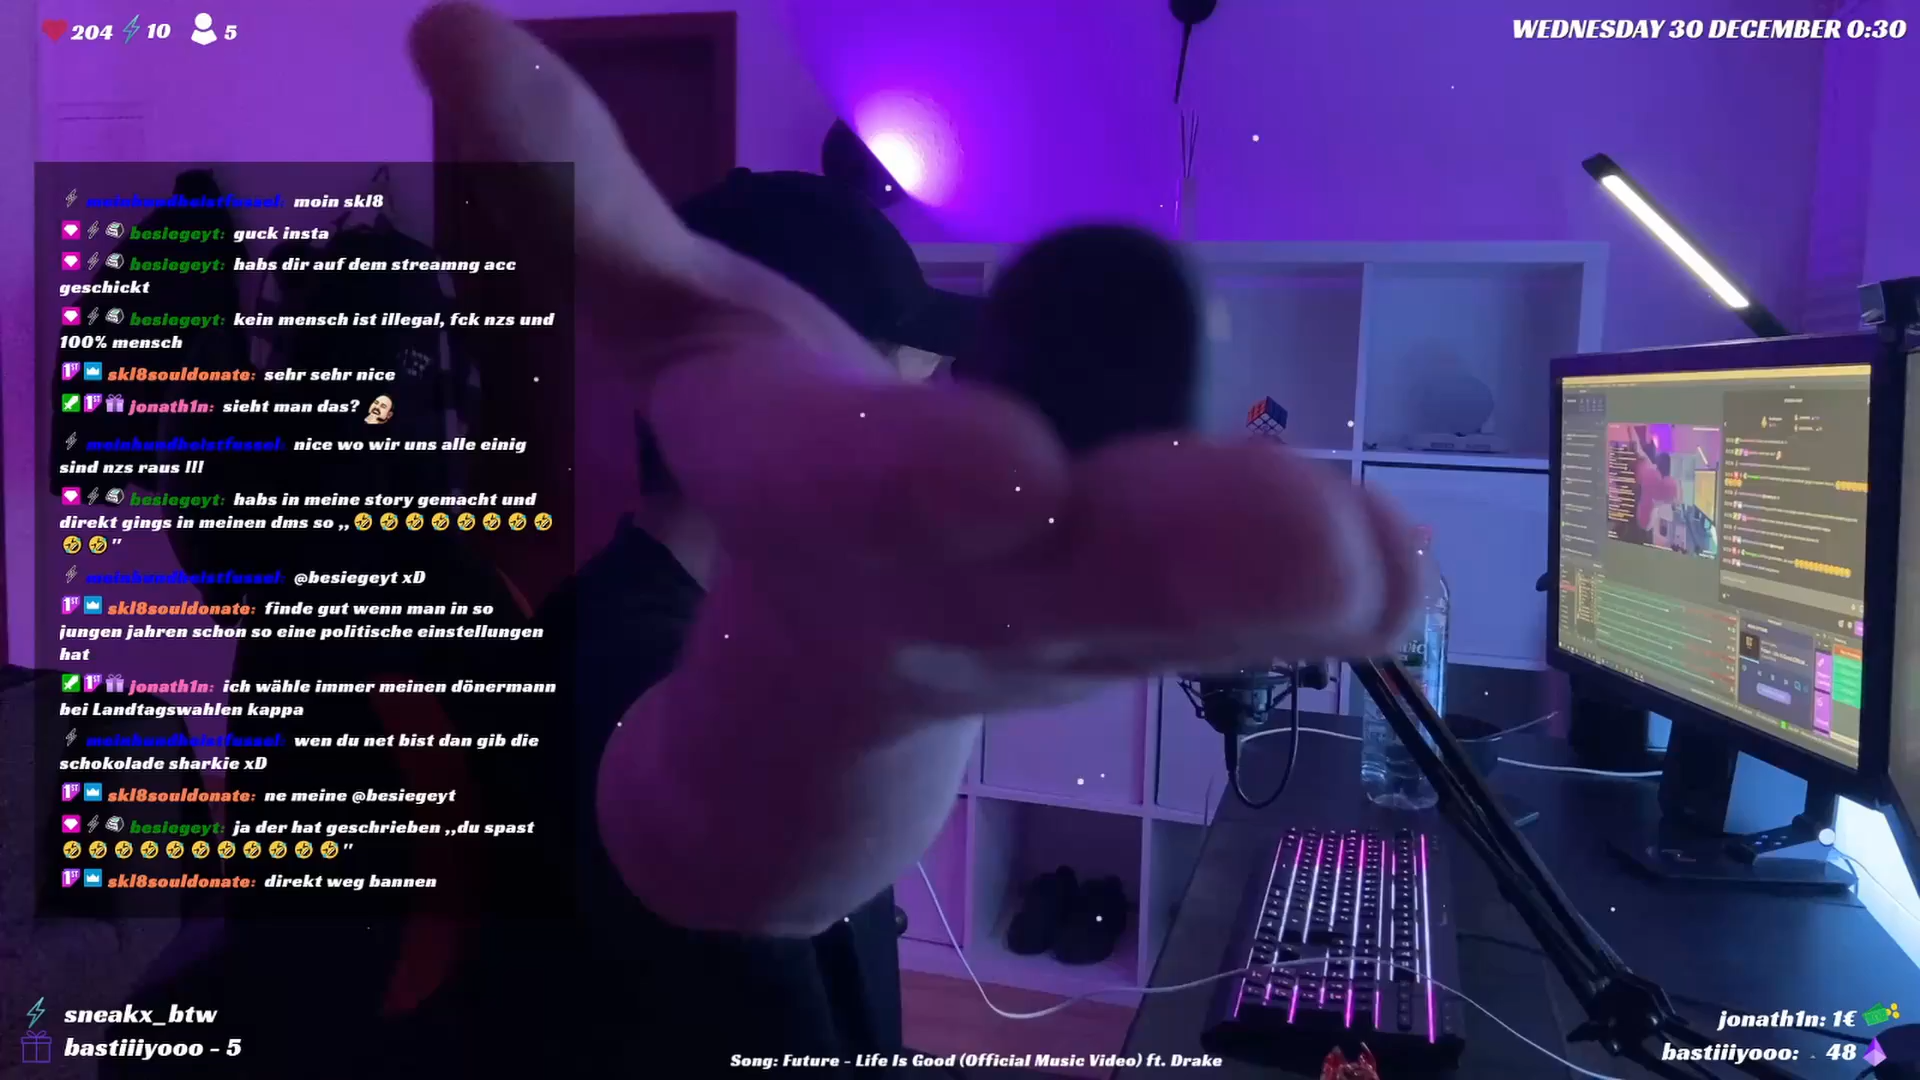 204 10 5
WEDNESDAY 30 DECEMBER 0:30
meinhundheistfussel: moin skl8
besiegeyt: guck insta
besiegeyt: habs dir auf dem streamng acc
geschickt
besiegeyt: kein mensch ist illegal, fck nzs und
100% mensch
skl8souldonate: sehr sehr nice
jonath1n: sieht man das?
meinhundheistfussel: nice wo wir uns alle einig
sind nzs raus !!!
besiegeyt: habs in meine story gemacht und
direkt gings in meinen dms so ,,🤣🤣🤣🤣🤣🤣🤣🤣
🤣🤣"
meinhundheistfussel: @besiegeyt xD
skl8souldonate: finde gut wenn man in so
jungen jahren schon so eine politische einstellungen
hat
jonath1n: ich wähle immer meinen dönermann
bei Landtagswahlen kappa
meinhundheistfussel: wen du net bist dan gib die
schokolade sharkie xD
skl8souldonate: ne meine @besiegeyt
besiegeyt: ja der hat geschrieben ,,du spast
🤣🤣🤣🤣🤣🤣🤣🤣🤣🤣🤣"
skl8souldonate: direkt weg bannen
sneakx_btw
bastiiiyooo - 5
Song: Future - Life Is Good (Official Music Video) ft. Drake
jonath1n: 1€
bastiiiyooo: 48